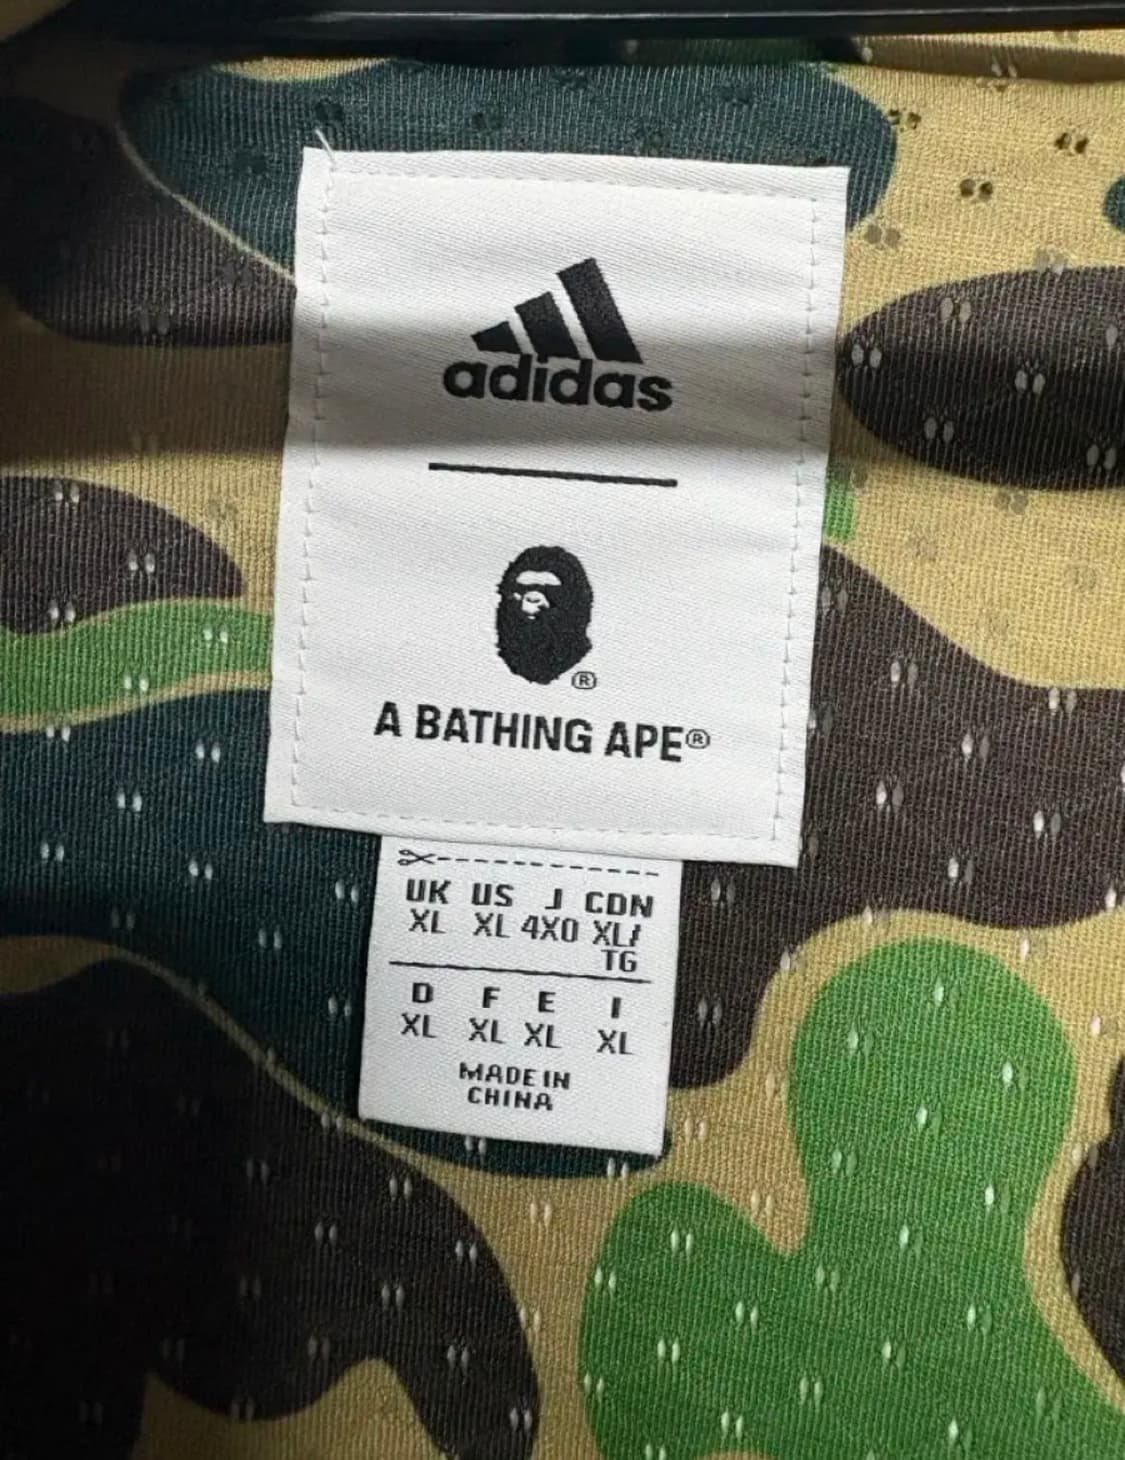 adidas
®
A BATHING APE®
UK US J CDN
XL XL 4XO XL/
TG
D F E I
XL XL XL XL
MADE IN
CHINA